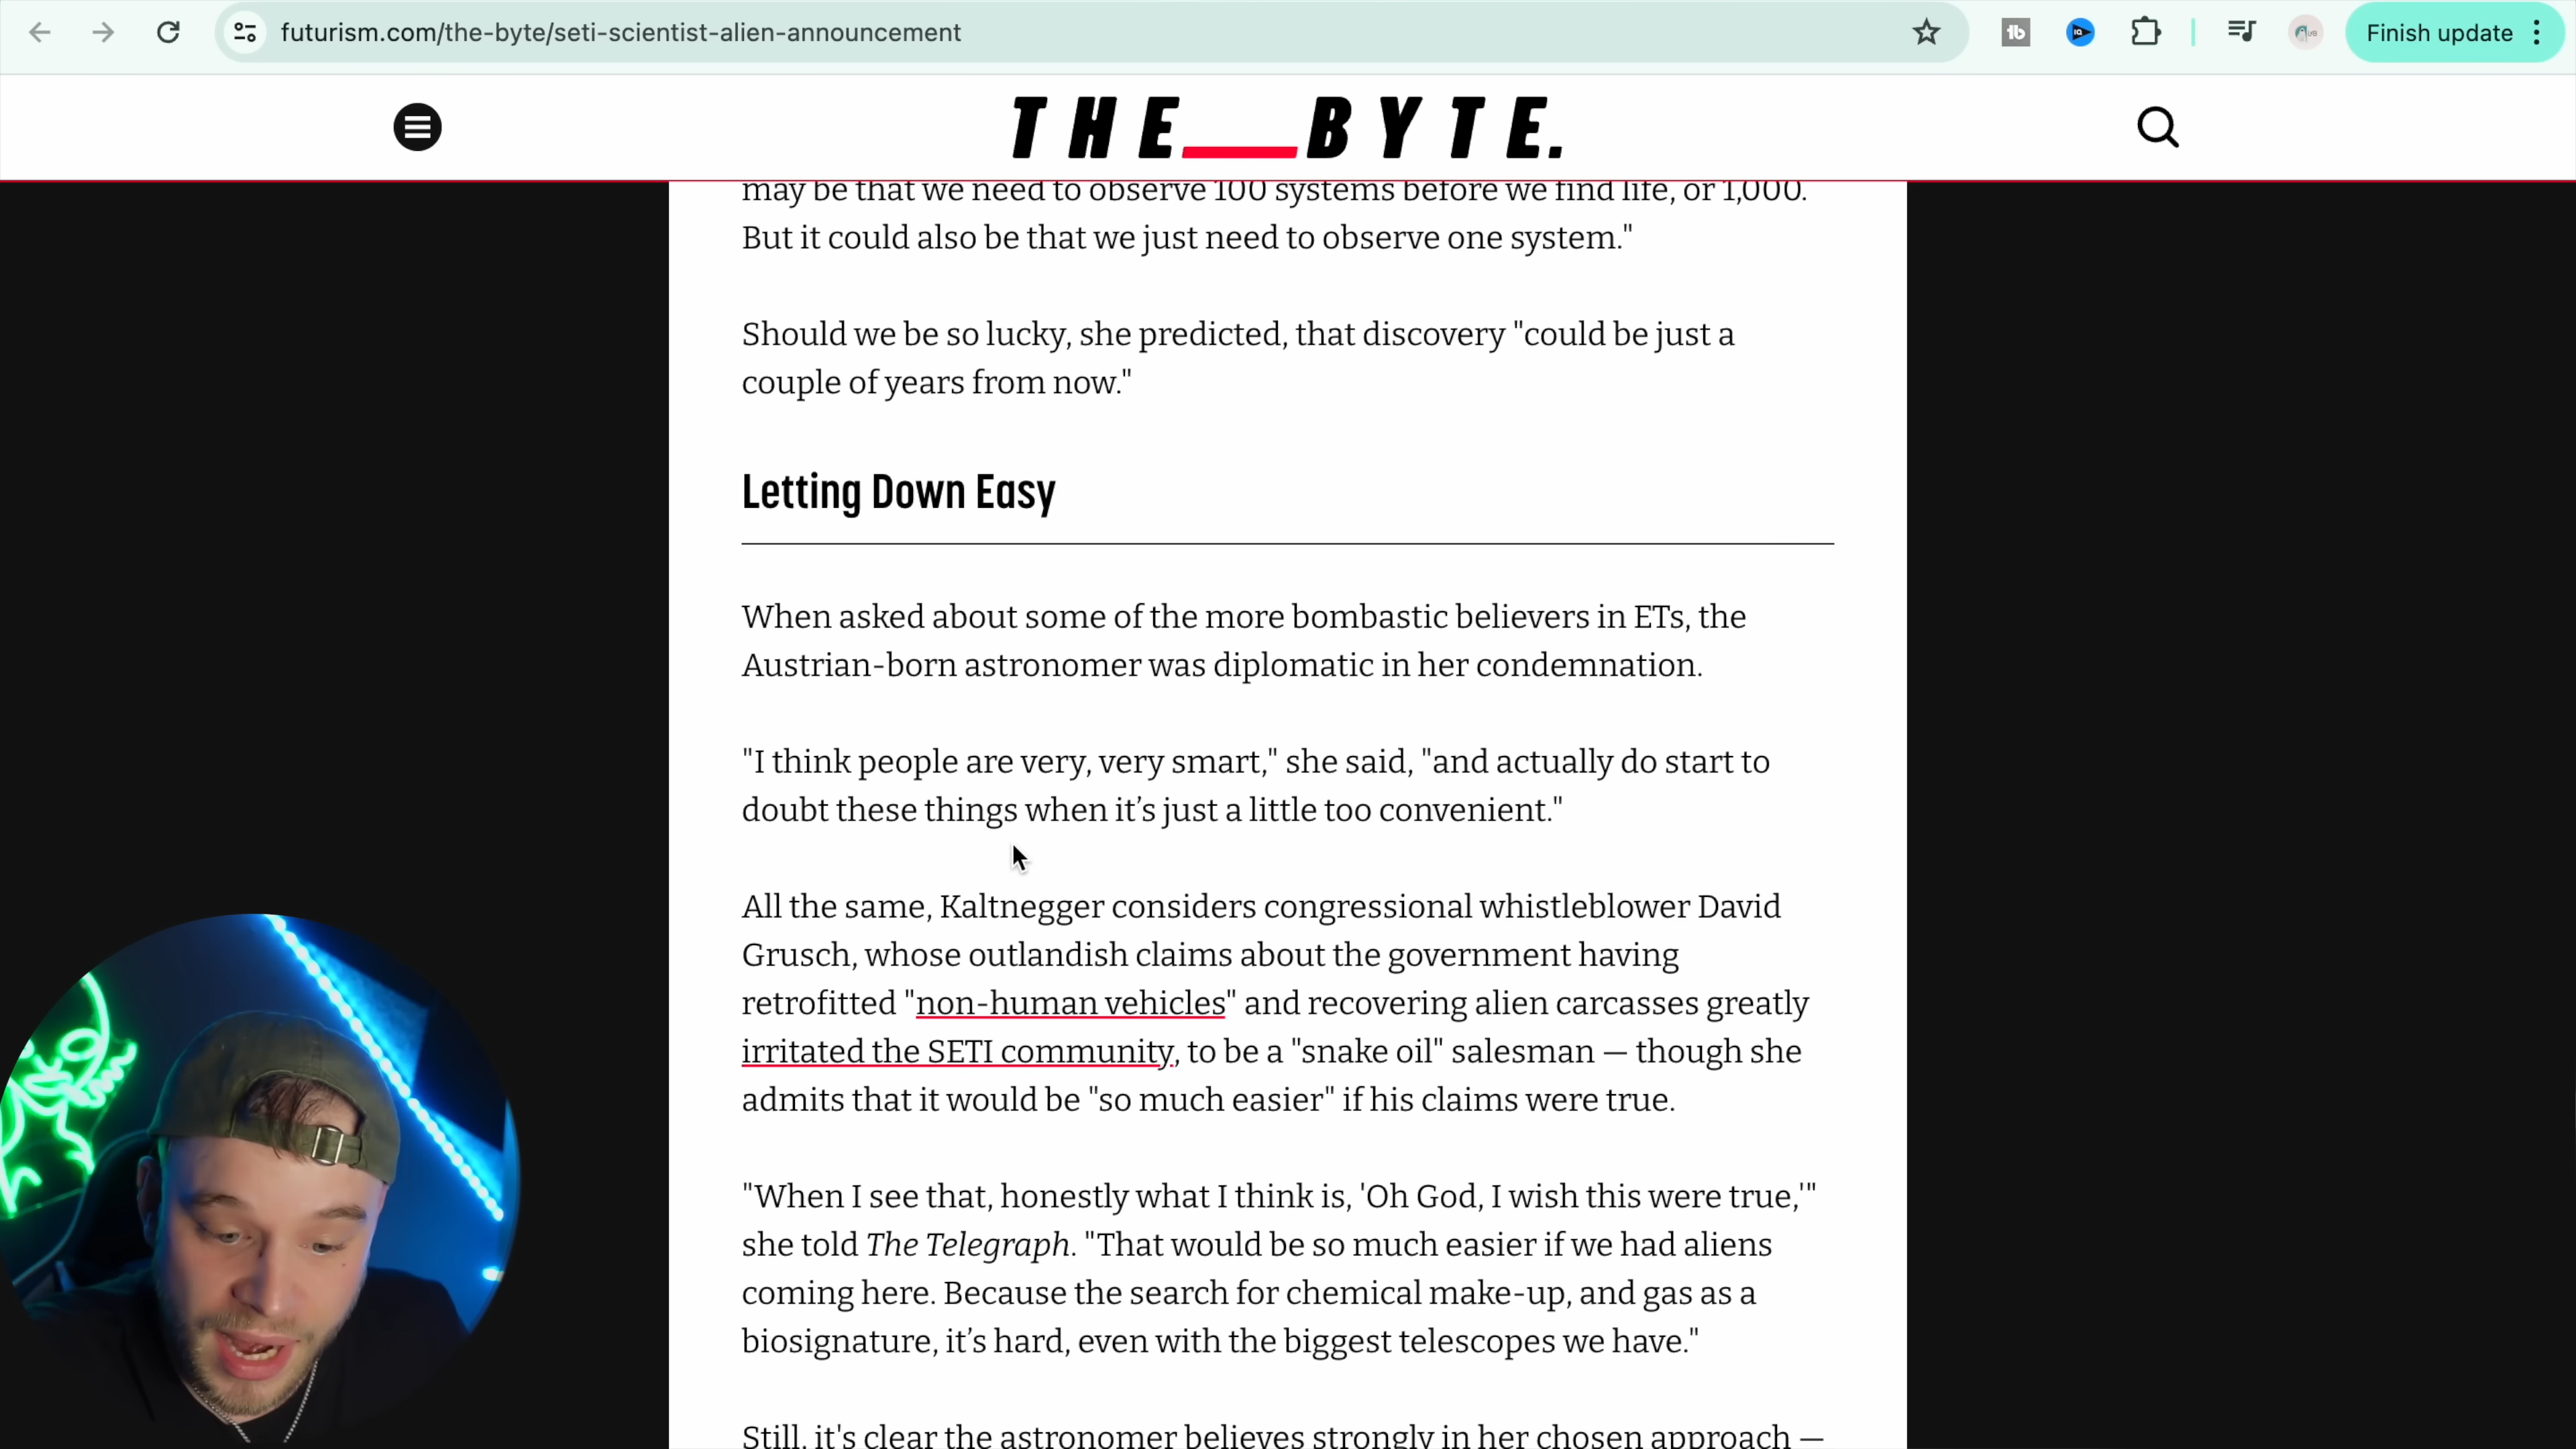 futurism.com/the-byte/seti-scientist-alien-announcement
Finish update
THE__BYTE.
may be that we need to observe 100 systems before we find life, or 1,000.
But it could also be that we just need to observe one system."
Should we be so lucky, she predicted, that discovery "could be just a
couple of years from now."
Letting Down Easy
When asked about some of the more bombastic believers in ETs, the
Austrian-born astronomer was diplomatic in her condemnation.
"I think people are very, very smart," she said, "and actually do start to
doubt these things when it’s just a little too convenient."
All the same, Kaltnegger considers congressional whistleblower David
Grusch, whose outlandish claims about the government having
retrofitted "non-human vehicles" and recovering alien carcasses greatly
irritated the SETI community, to be a "snake oil" salesman — though she
admits that it would be "so much easier" if his claims were true.
"When I see that, honestly what I think is, 'Oh God, I wish this were true,'"
she told The Telegraph. "That would be so much easier if we had aliens
coming here. Because the search for chemical make-up, and gas as a
biosignature, it’s hard, even with the biggest telescopes we have."
Still, it's clear the astronomer believes strongly in her chosen approach —